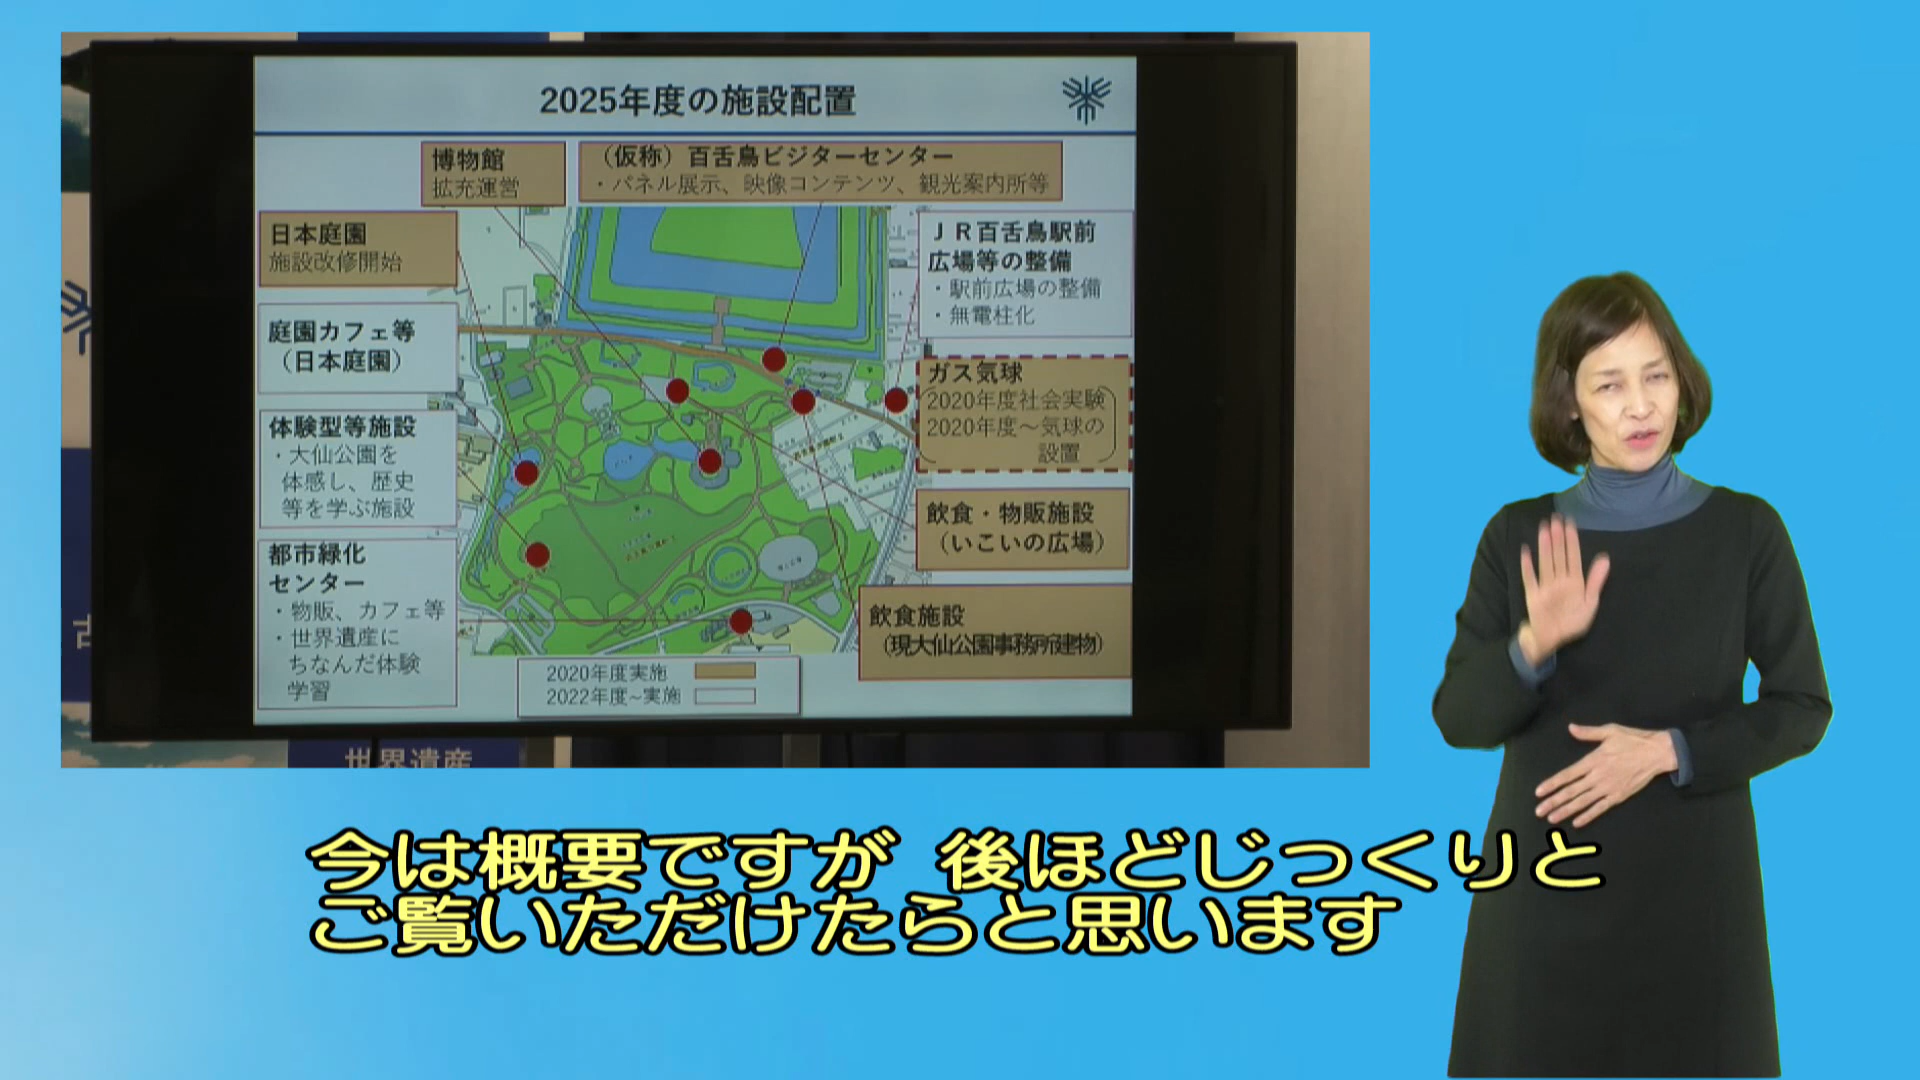 2025年度の施設配置
博物館
拡充運営
（仮称）百舌鳥ビジターセンター
・パネル展示、映像コンテンツ、観光案内所等
日本庭園
施設改修開始
庭園カフェ等
（日本庭園）
体験型等施設
・大仙公園を
体感し、歴史
等を学ぶ施設
都市緑化
センター
・物販、カフェ等
・世界遺産に
ちなんだ体験
学習
ＪＲ百舌鳥駅前
広場等の整備
・駅前広場の整備
・無電柱化
ガス気球
2020年度社会実験
2020年度～気球の
設置
飲食・物販施設
（いこいの広場）
飲食施設
（現大仙公園事務所建物）
2020年度実施
2022年度~実施
古
世界遺産
今は概要ですが 後ほどじっくりと
ご覧いただけたらと思います